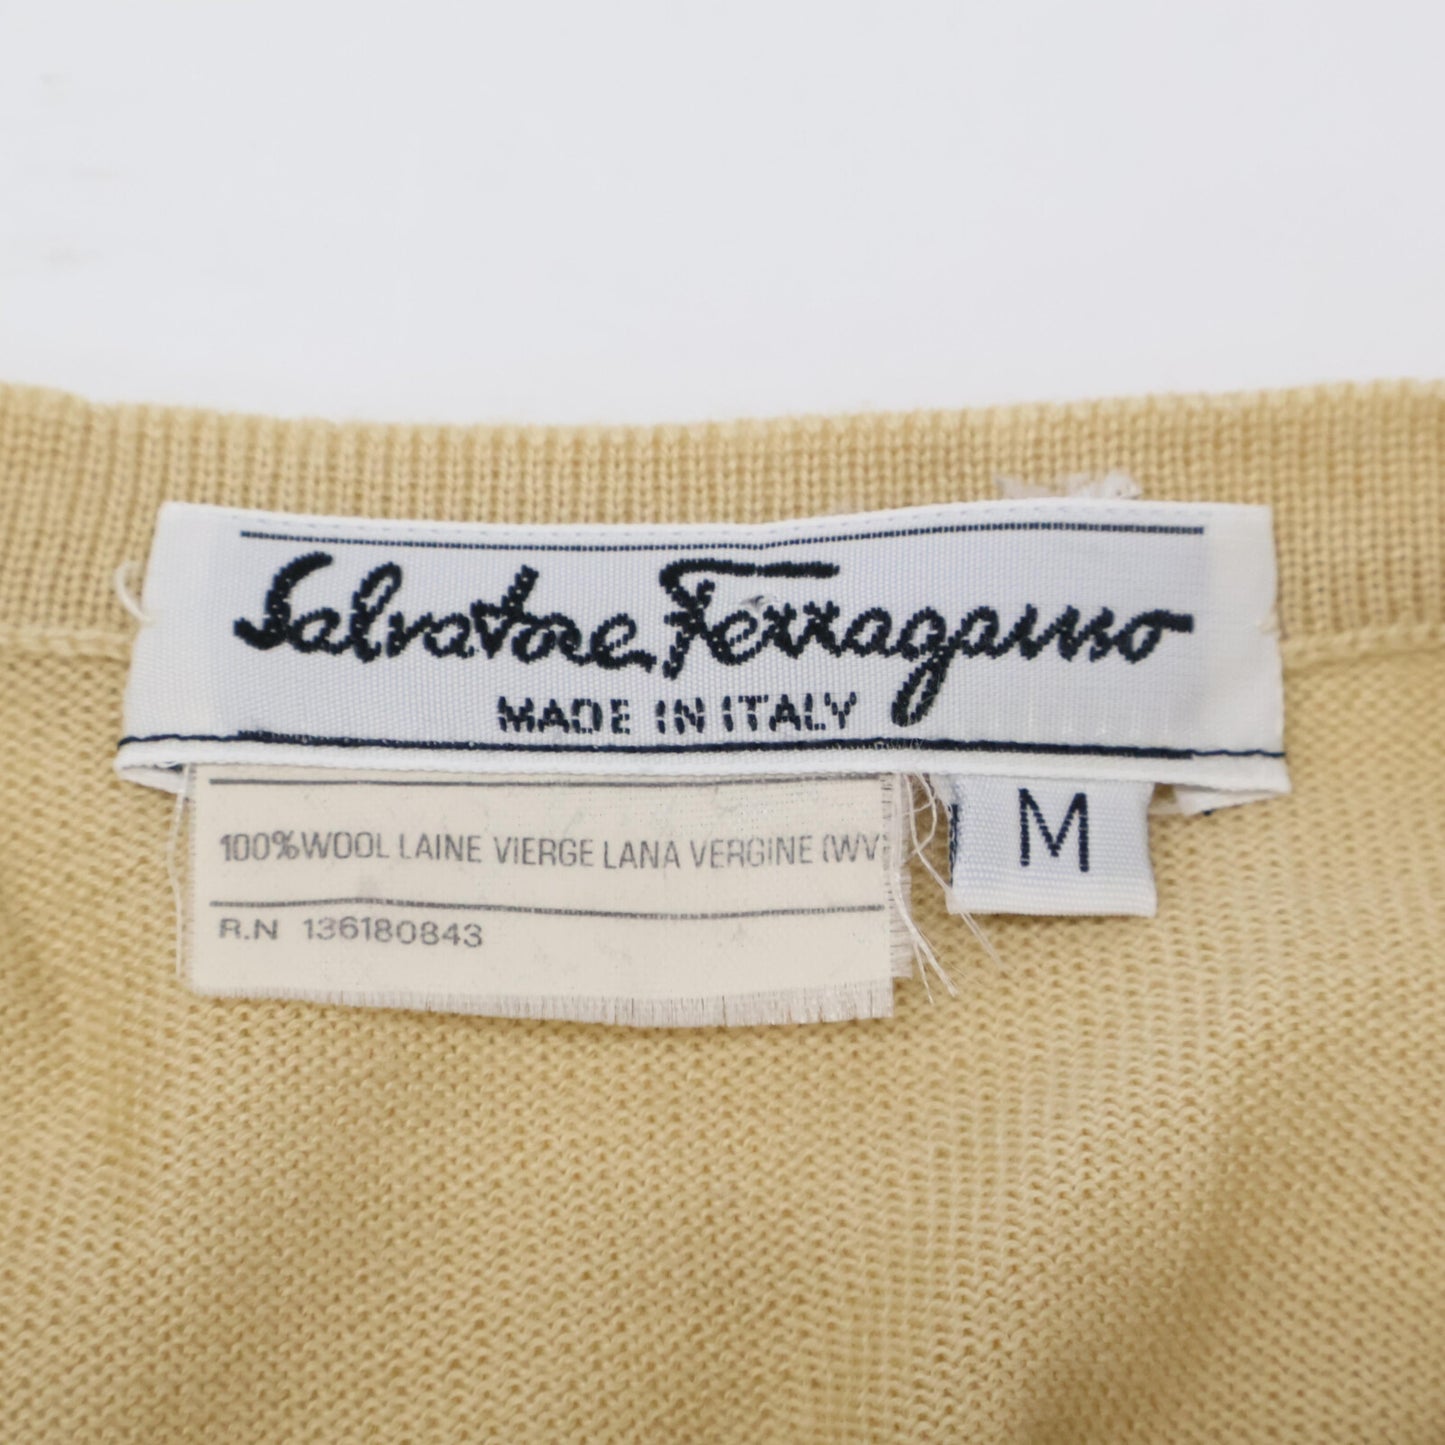 Salvatore Ferragamo
MADE IN ITALY
100%WOOL LAINE VIERGE LANA VERGINE (WV)
R.N 136180843
M